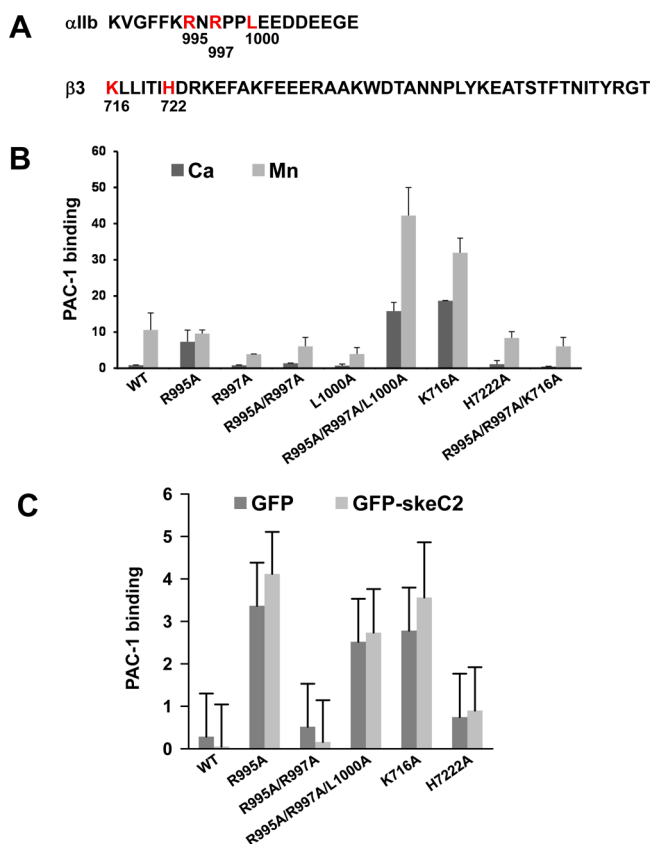 A
αIIb KVGFFKRNRPPLEEDDEEGE
995 1000
997
β3 KLLITIHDRKEFAKFEEERAAKWDTANNPLYKEATSTFTNITYRGT
716 722
B
Ca Mn
PAC-1 binding
60
50
40
30
20
10
0
WT
R995A
R997A
R995A/R997A
L1000A
R995A/R997A/L1000A
K716A
H7222A
R995A/R997A/K716A
C
GFP GFP-skeC2
PAC-1 binding
6
5
4
3
2
1
0
WT
R995A
R995A/R997A
R995A/R997A/L1000A
K716A
H7222A